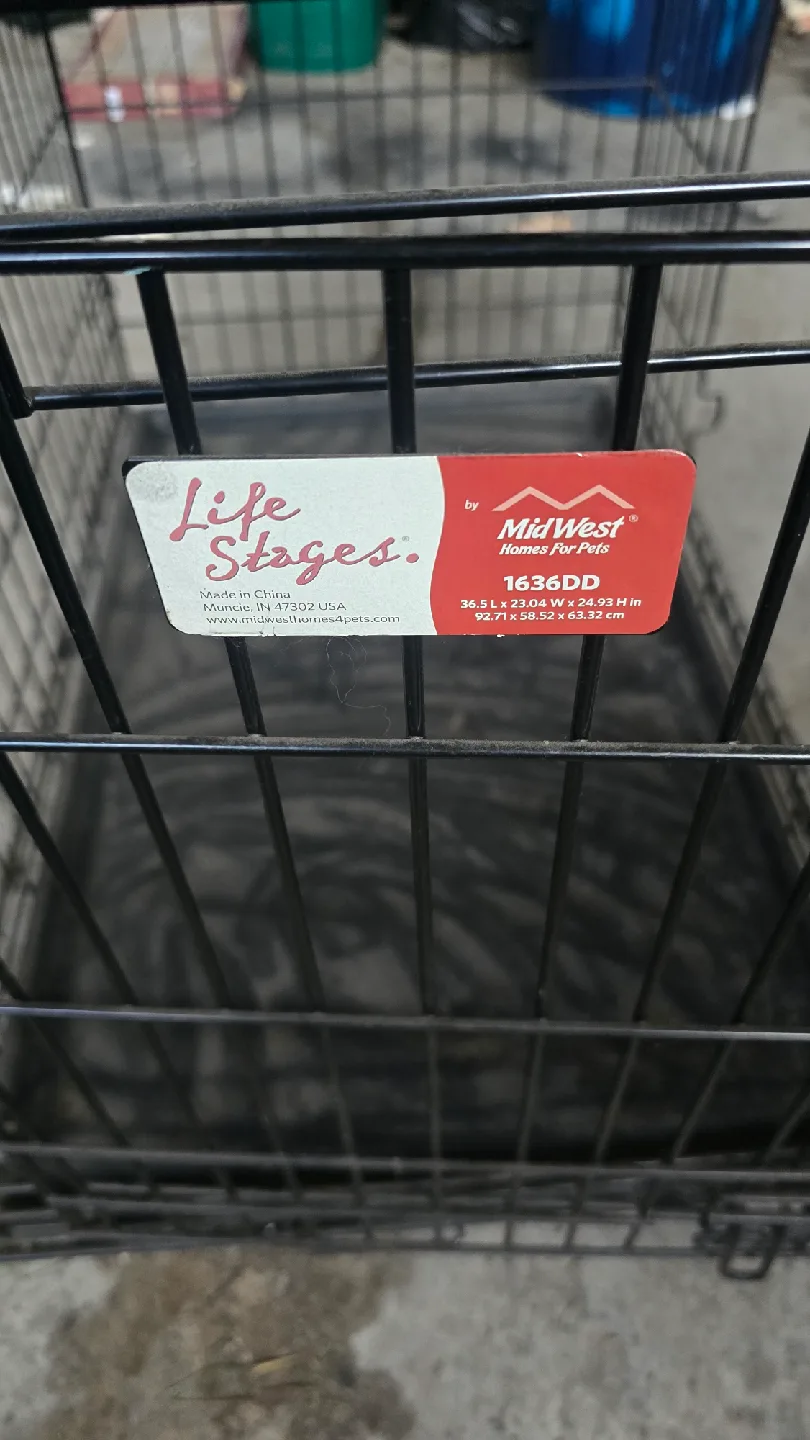 Life
Stages®
by
MidWest®
Homes For Pets
Made in China
Muncie, IN 47302 USA
www.midwesthomes4pets.com
1636DD
36.5 L x 23.04 W x 24.93 H in
92.71 x 58.52 x 63.32 cm